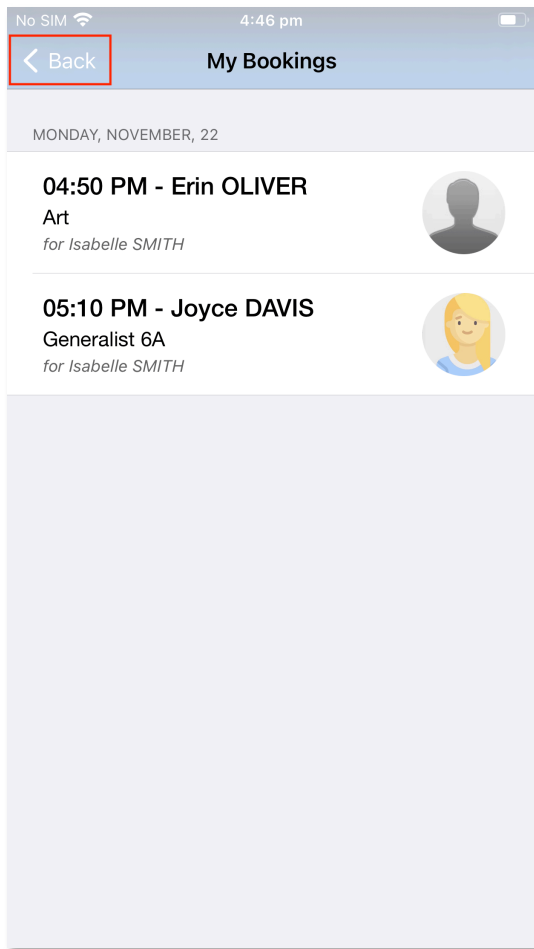 No SIM 4:46 pm
Back My Bookings
MONDAY, NOVEMBER, 22
04:50 PM - Erin OLIVER
Art
for Isabelle SMITH
05:10 PM - Joyce DAVIS
Generalist 6A
for Isabelle SMITH